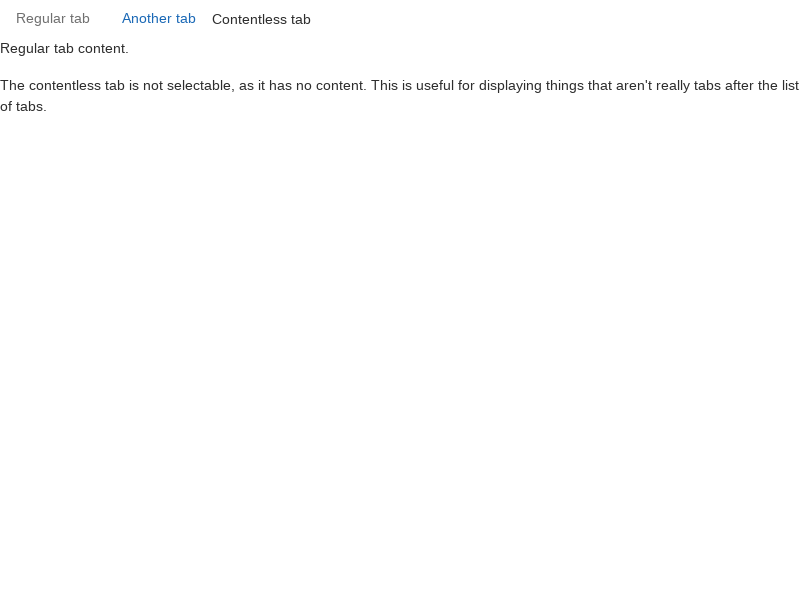 Regular tab Another tab Contentless tab
Regular tab content.
The contentless tab is not selectable, as it has no content. This is useful for displaying things that aren't really tabs after the list
of tabs.